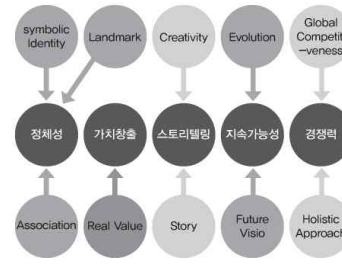 symbolic
Identity
Landmark
Creativity
Evolution
Global
Competit
-veness
정체성
가치창출
스토리텔링
지속가능성
경쟁력
Association
Real Value
Story
Future
Visio
Holistic
Approach